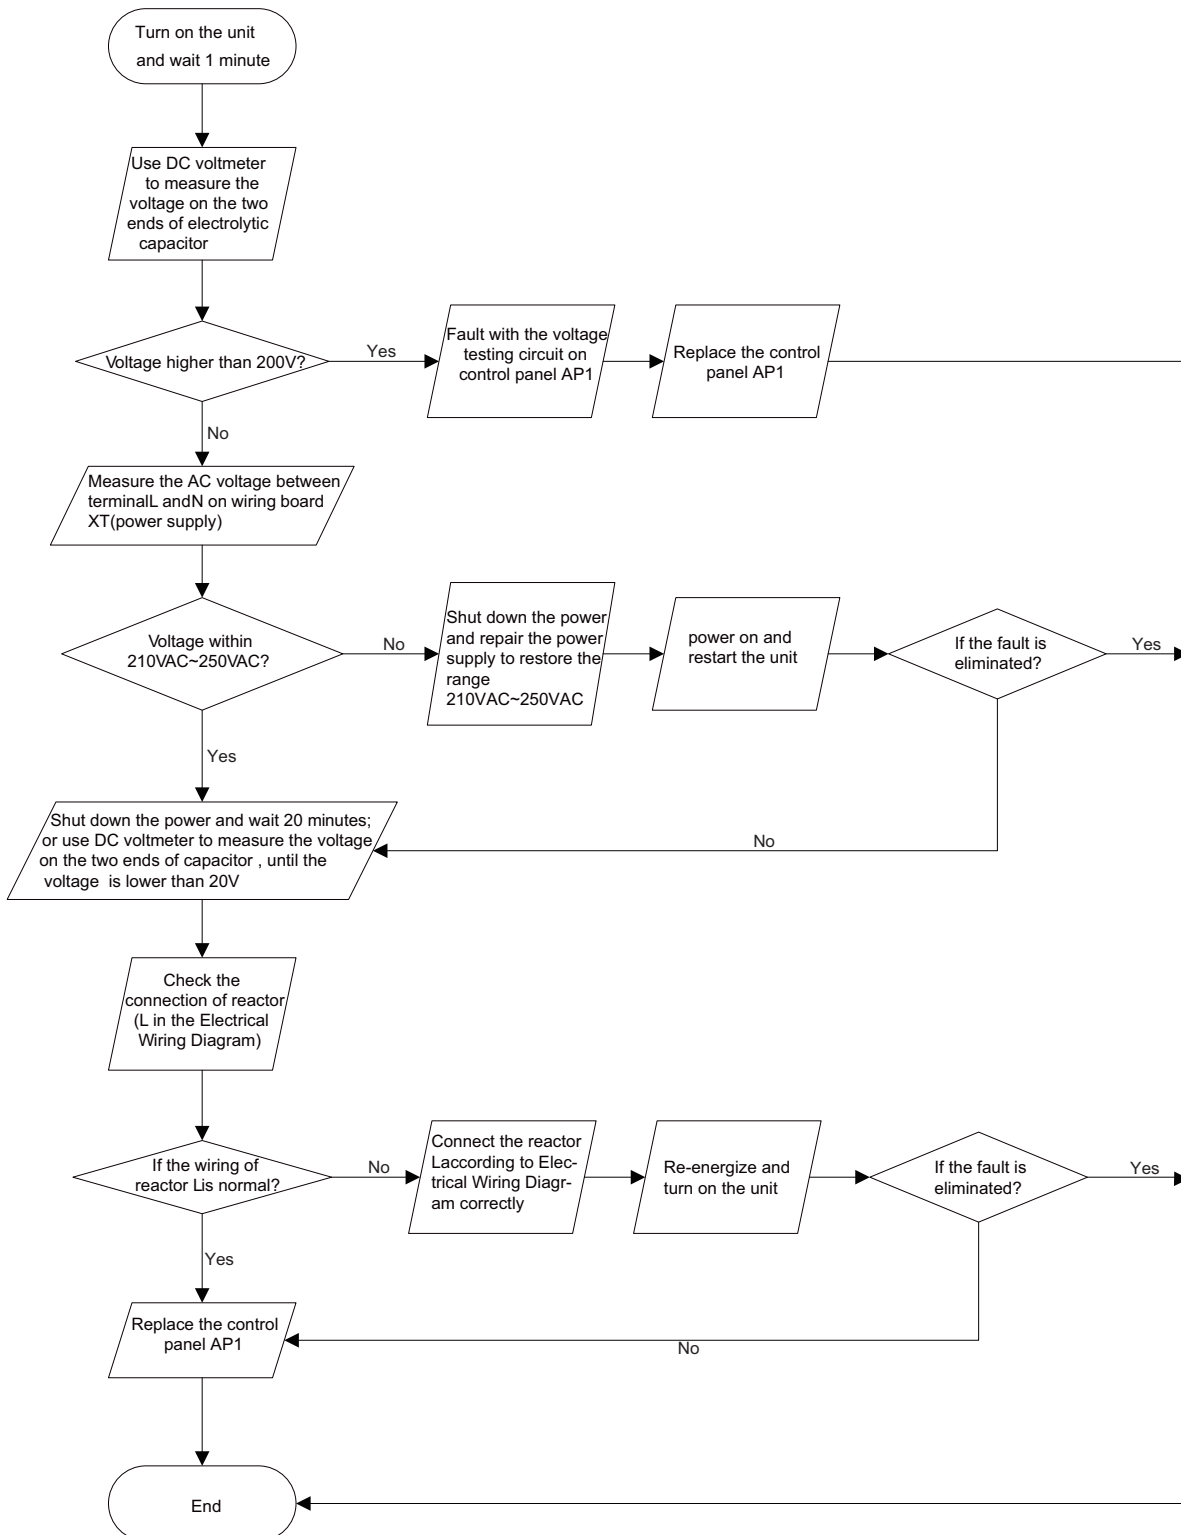 Turn on the unit
and wait 1 minute
Use DC voltmeter
to measure the
voltage on the two
ends of electrolytic
capacitor
Voltage higher than 200V?
Yes
Fault with the voltage
testing circuit on
control panel AP1
Replace the control
panel AP1
No
Measure the AC voltage between
terminalL andN on wiring board
XT(power supply)
Voltage within
210VAC~250VAC?
No
Shut down the power
and repair the power
supply to restore the
range
210VAC~250VAC
power on and
restart the unit
If the fault is
eliminated?
Yes
Yes
No
Shut down the power and wait 20 minutes;
or use DC voltmeter to measure the voltage
on the two ends of capacitor , until the
voltage is lower than 20V
Check the
connection of reactor
(L in the Electrical
Wiring Diagram)
If the wiring of
reactor Lis normal?
No
Connect the reactor
Laccording to Elec-
trical Wiring Diagr-
am correctly
Re-energize and
turn on the unit
If the fault is
eliminated?
Yes
Yes
Replace the control
panel AP1
No
End